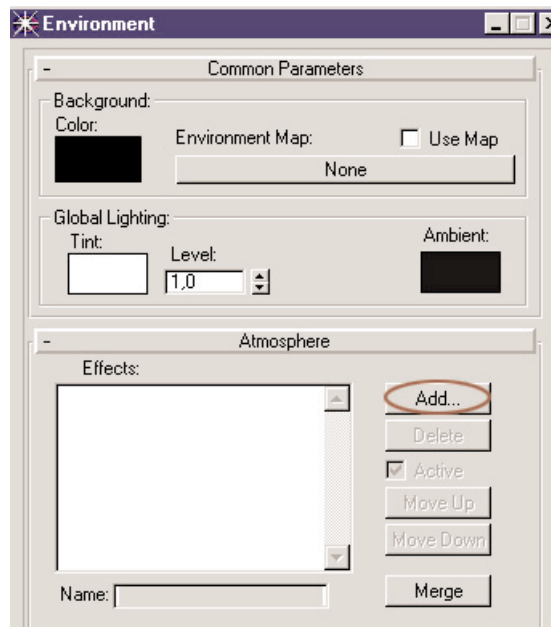 Environment
- Common Parameters
Background:
Color:
Environment Map: Use Map
None
Global Lighting:
Tint:
Level:
Ambient:
1,0
- Atmosphere
Effects:
Add...
Delete
Active
Move Up
Move Down
Name:
Merge